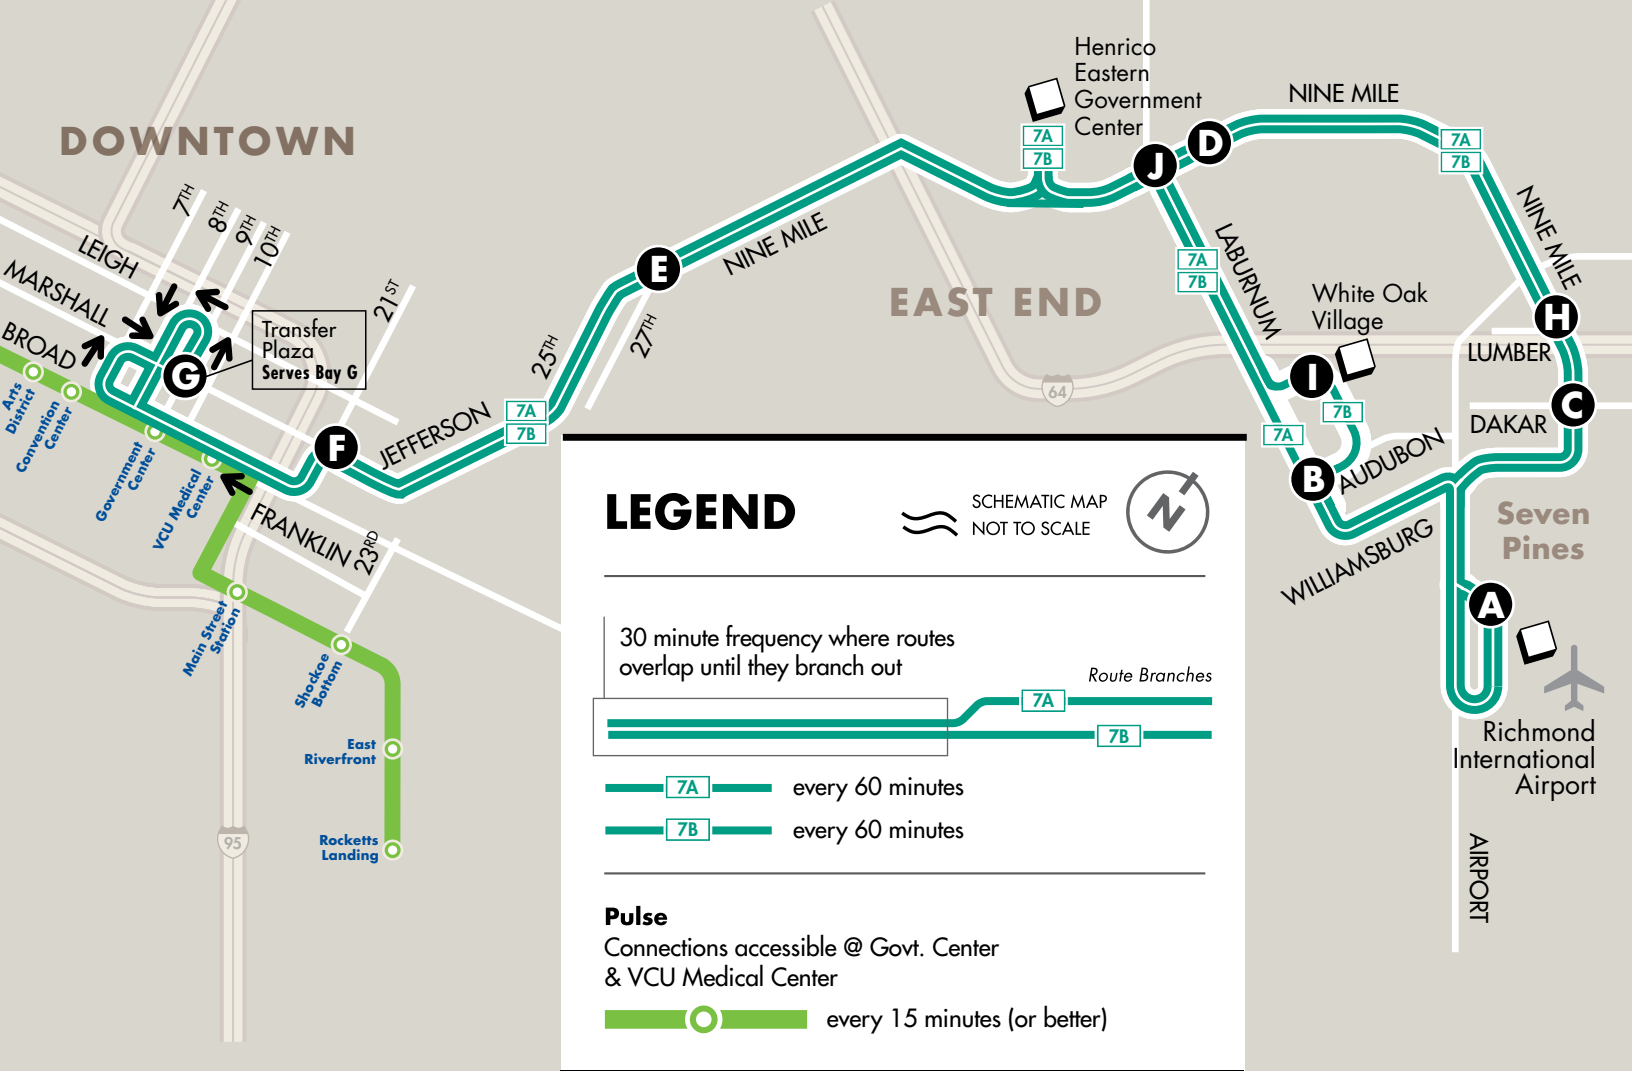 DOWNTOWN
7TH
8TH
9TH
10TH
LEIGH
MARSHALL
BROAD
21ST
Transfer
Plaza
Serves Bay G
G
Arts
District
Convention
Center
Government
Center
VCU Medical
Center
F
JEFFERSON
25TH
27TH
7A
7B
E
NINE MILE
FRANKLIN
23RD
Main Street
Station
Shockoe
Bottom
East
Riverfront
Rocketts
Landing
95
EAST END
64
Henrico
Eastern
Government
Center
7A
7B
J
D
NINE MILE
7A
7B
NINE MILE
LABURNUM
7A
7B
White Oak
Village
I
7B
7A
H
LUMBER
C
DAKAR
B
AUDUBON
WILLIAMSBURG
Seven
Pines
A
Richmond
International
Airport
AIRPORT
LEGEND
SCHEMATIC MAP
NOT TO SCALE
N
30 minute frequency where routes
overlap until they branch out
Route Branches
7A
7B
7A every 60 minutes
7B every 60 minutes
Pulse
Connections accessible @ Govt. Center
& VCU Medical Center
every 15 minutes (or better)